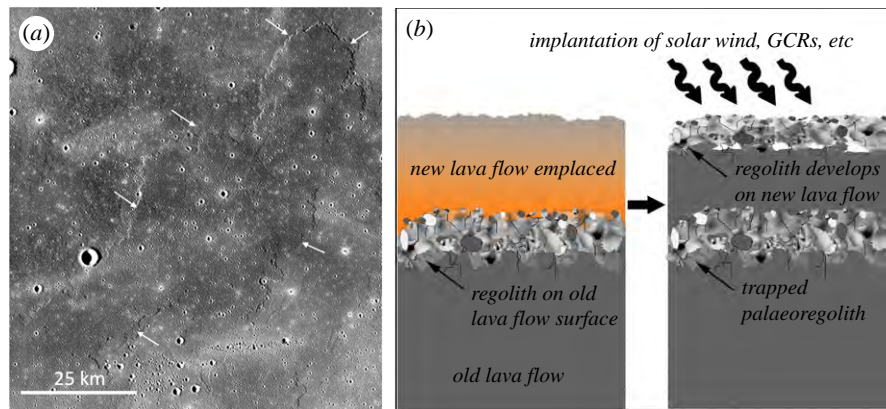 (a)
25 km
(b)
implantation of solar wind, GCRs, etc
new lava flow emplaced
regolith on old
lava flow surface
old lava flow
regolith develops
on new lava flow
trapped
palaeoregolith